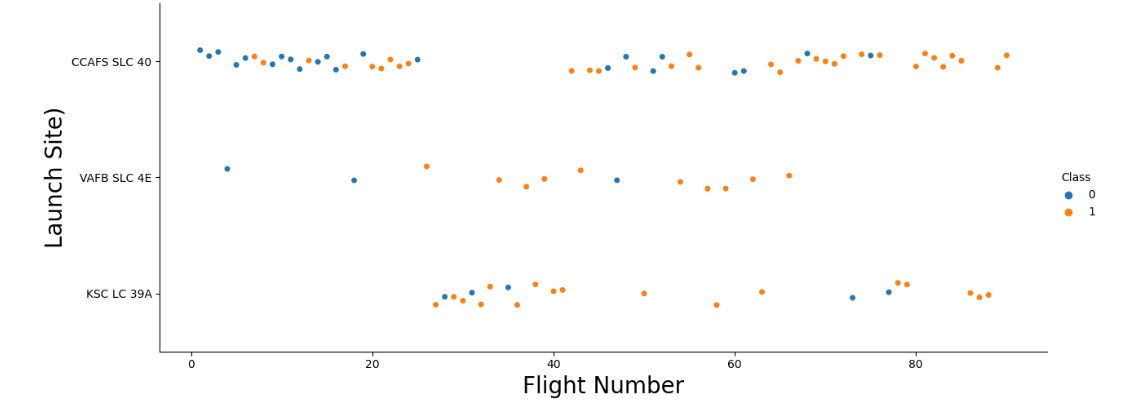 Launch Site)
CCAFS SLC 40
VAFB SLC 4E
KSC LC 39A
0 20 40 60 80
Flight Number
Class
0
1